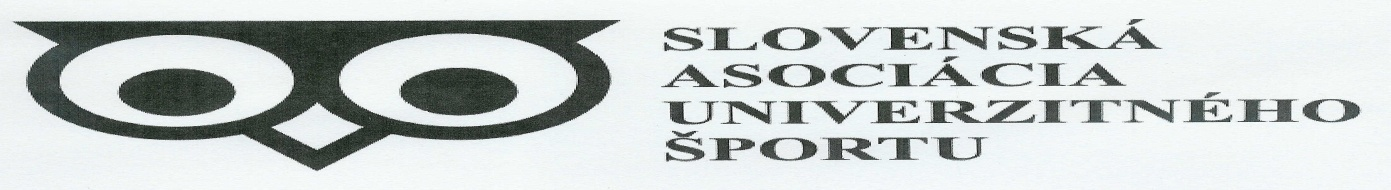 SLOVENSKÁ
ASOCIÁCIA
UNIVERZITNÉHO
ŠPORTU